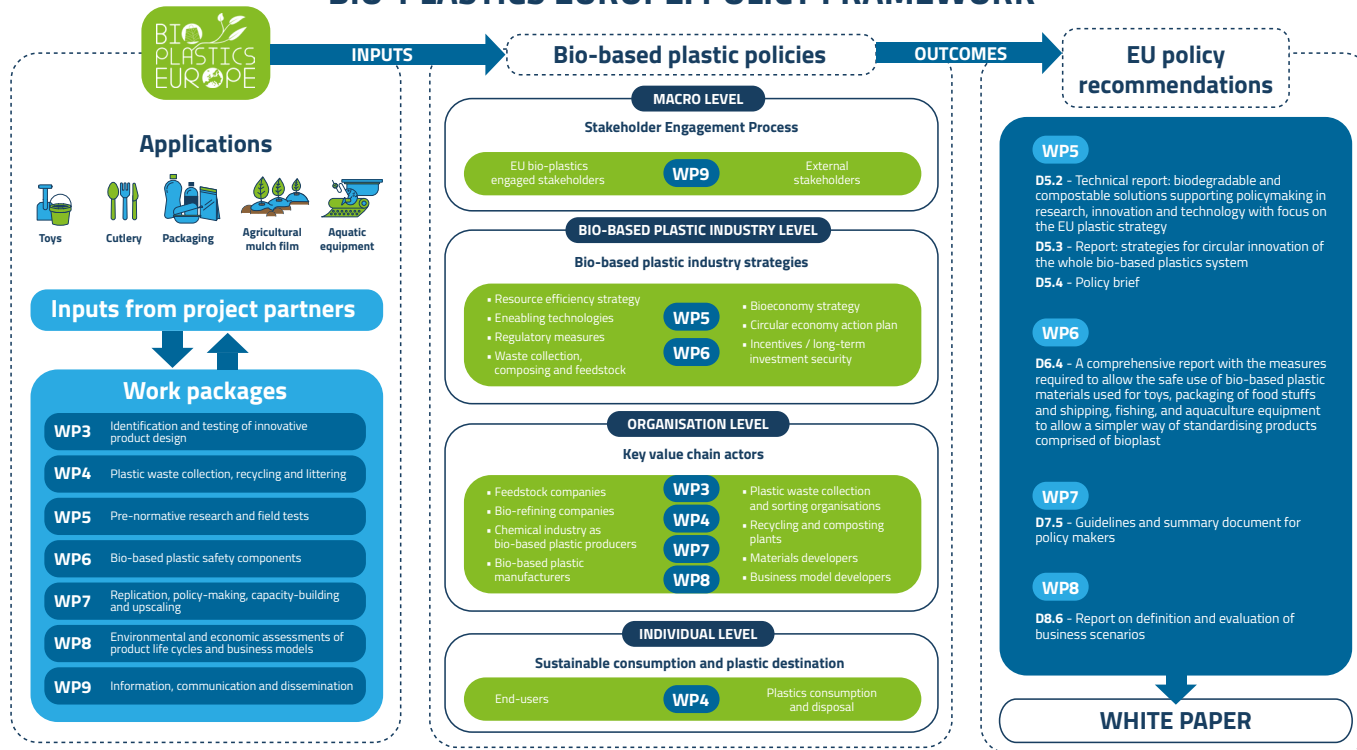 BIO-PLASTICS EUROPE: POLICY FRAMEWORK
BIO
PLASTICS
EUROPE
INPUTS
Bio-based plastic policies
OUTCOMES
EU policy
recommendations
Applications
Toys
Cutlery
Packaging
Agricultural
mulch film
Aquatic
equipment
Inputs from project partners
Work packages
WP3
Identification and testing of innovative
product design
WP4
Plastic waste collection, recycling and littering
WP5
Pre-normative research and field tests
WP6
Bio-based plastic safety components
WP7
Replication, policy-making, capacity-building
and upscaling
WP8
Environmental and economic assessments of
product life cycles and business models
WP9
Information, communication and dissemination
MACRO LEVEL
Stakeholder Engagement Process
EU bio-plastics
engaged stakeholders
WP9
External
stakeholders
BIO-BASED PLASTIC INDUSTRY LEVEL
Bio-based plastic industry strategies
▪ Resource efficiency strategy
▪ Eneabling technologies
▪ Regulatory measures
▪ Waste collection,
composing and feedstock
WP5
WP6
▪ Bioeconomy strategy
▪ Circular economy action plan
▪ Incentives / long-term
investment security
ORGANISATION LEVEL
Key value chain actors
▪ Feedstock companies
▪ Bio-refining companies
▪ Chemical industry as
bio-based plastic producers
▪ Bio-based plastic
manufacturers
WP3
WP4
WP7
WP8
▪ Plastic waste collection
and sorting organisations
▪ Recycling and composting
plants
▪ Materials developers
▪ Business model developers
INDIVIDUAL LEVEL
Sustainable consumption and plastic destination
End-users
WP4
Plastics consumption
and disposal
WP5
D5.2 - Technical report: biodegradable and
compostable solutions supporting policymaking in
research, innovation and technology with focus on
the EU plastic strategy
D5.3 - Report: strategies for circular innovation of
the whole bio-based plastics system
D5.4 - Policy brief
WP6
D6.4 - A comprehensive report with the measures
required to allow the safe use of bio-based plastic
materials used for toys, packaging of food stuffs
and shipping, fishing, and aquaculture equipment
to allow a simpler way of standardising products
comprised of bioplast
WP7
D7.5 - Guidelines and summary document for
policy makers
WP8
D8.6 - Report on definition and evaluation of
business scenarios
WHITE PAPER